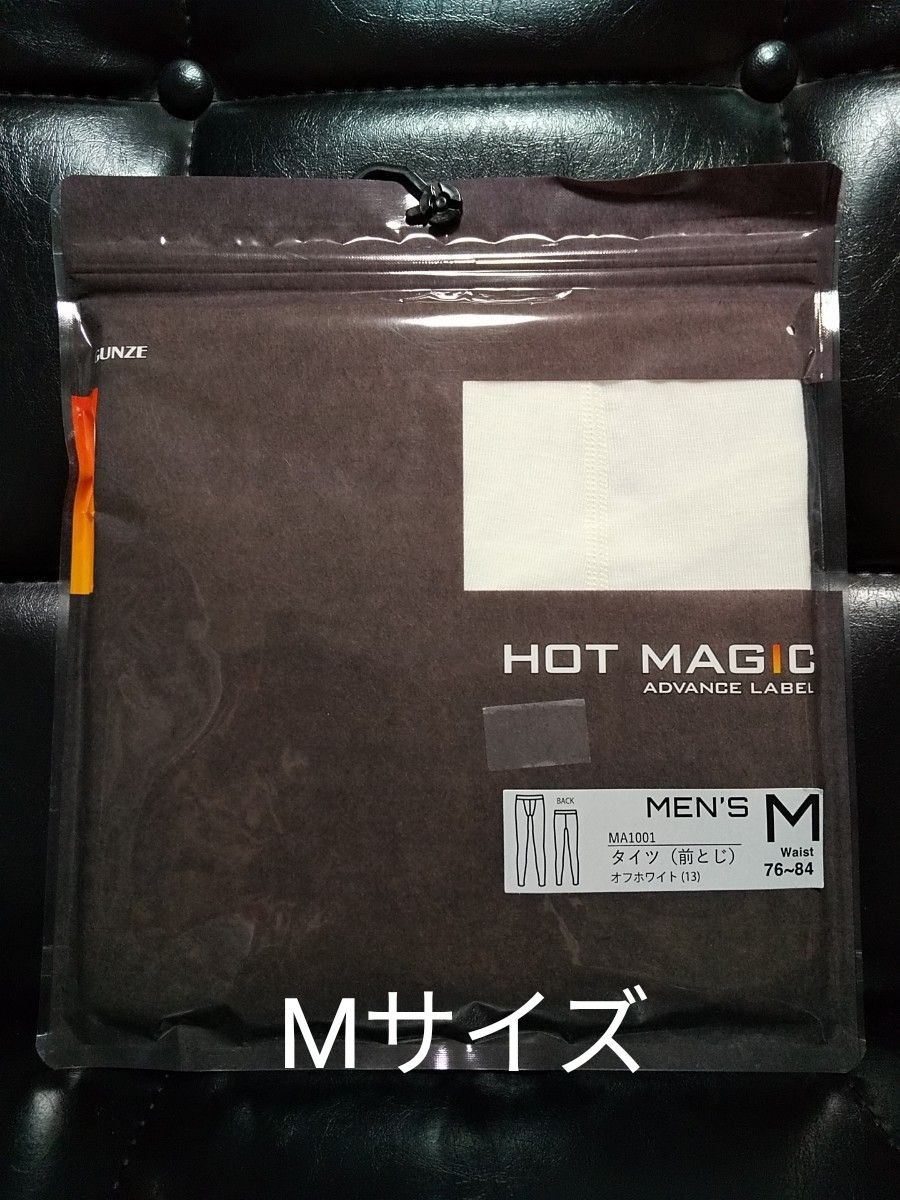 GUNZE
HOT MAGIC
ADVANCE LABEL
BACK
MEN'S M
MA1001
タイツ（前とじ）
オフホワイト(13)
Waist
76~84
Mサイズ